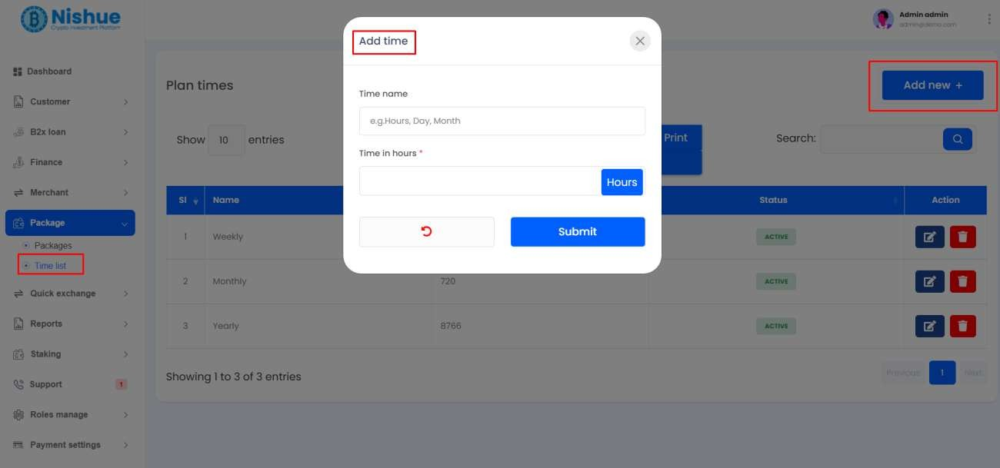 Nishue
Crypto Investment Platform
Admin admin
admin@demo.com
Dashboard
Customer
B2x loan
Finance
Merchant
Package
Packages
Time list
Quick exchange
Reports
Staking
Support 1
Roles manage
Payment settings
Plan times
Add new +
Show 10 entries
Print
Search:
Sl Name Status Action
1 Weekly ACTIVE
2 Monthly 720 ACTIVE
3 Yearly 8766 ACTIVE
Showing 1 to 3 of 3 entries
Previous 1 Next
Add time
Time name
e.g.Hours, Day, Month
Time in hours *
Hours
Submit